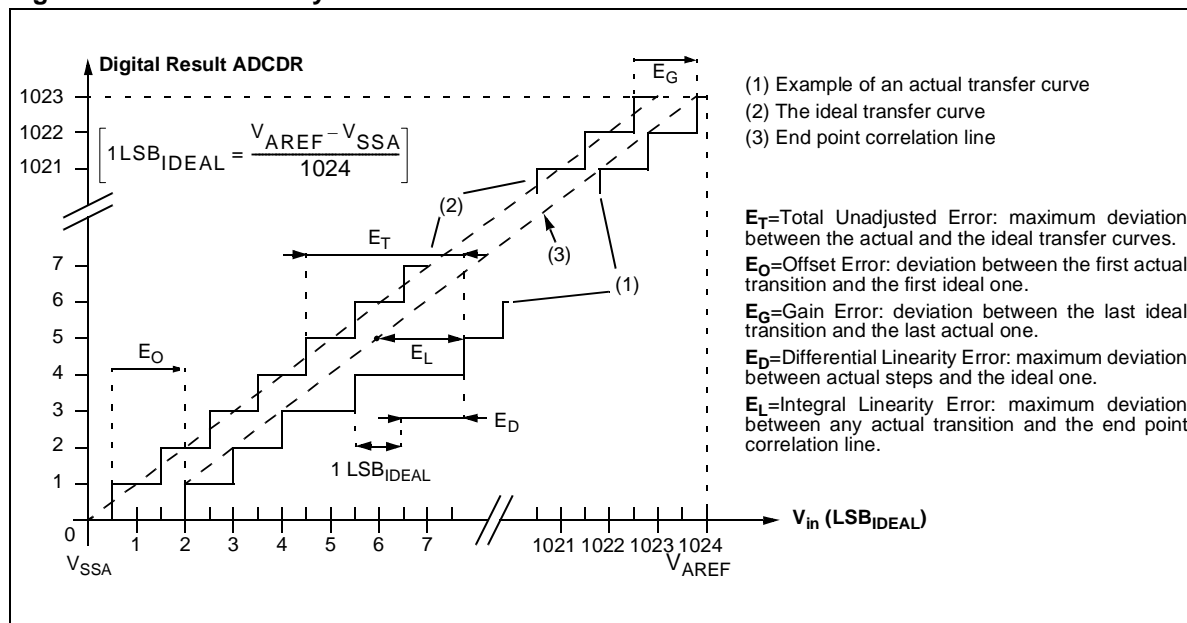 Digital Result ADCDR
E_G
1023
1022
1021
1LSB_IDEAL = (V_AREF – V_SSA) / 1024
(1) Example of an actual transfer curve
(2) The ideal transfer curve
(3) End point correlation line
(2)
E_T
(3)
(1)
7
6
5
4
3
2
1
0
E_O
E_L
E_D
1 LSB_IDEAL
E_T=Total Unadjusted Error: maximum deviation
between the actual and the ideal transfer curves.
E_O=Offset Error: deviation between the first actual
transition and the first ideal one.
E_G=Gain Error: deviation between the last ideal
transition and the last actual one.
E_D=Differential Linearity Error: maximum deviation
between actual steps and the ideal one.
E_L=Integral Linearity Error: maximum deviation
between any actual transition and the end point
correlation line.
1 2 3 4 5 6 7 1021 1022 1023 1024
V_in (LSB_IDEAL)
V_SSA
V_AREF